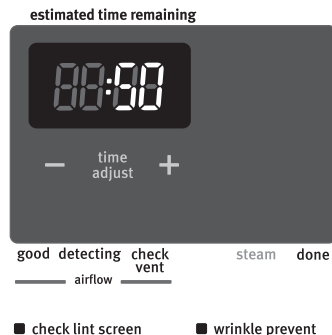 estimated time remaining
:50
− time adjust +
good detecting check vent
airflow
steam done
check lint screen
wrinkle prevent